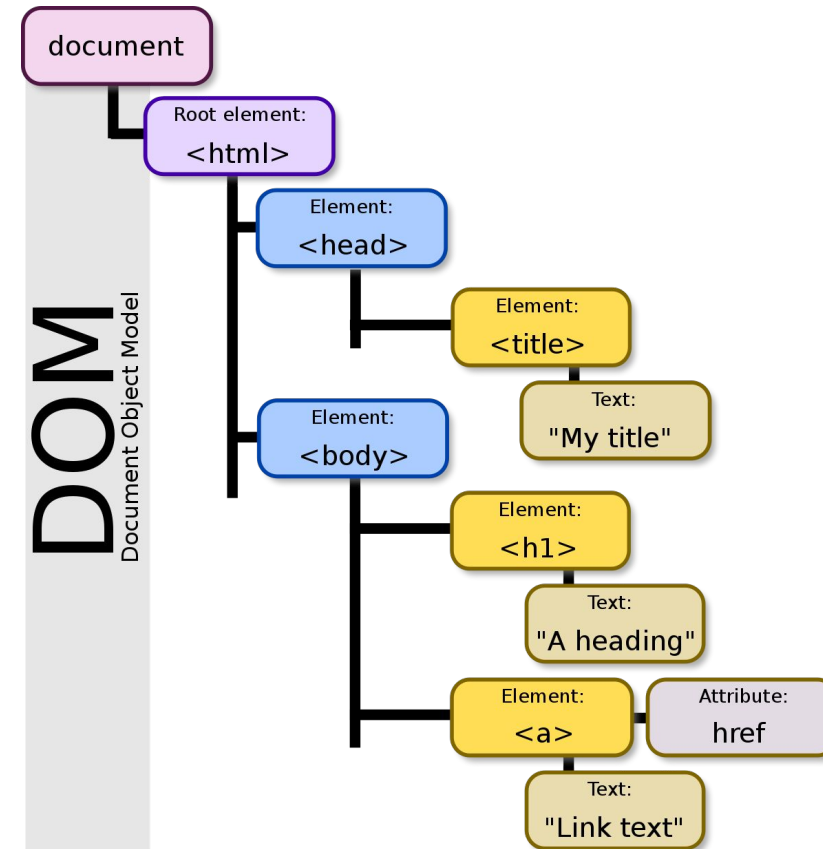 document
Root element:
<html>
Element:
<head>
Element:
<title>
Text:
"My title"
Element:
<body>
Element:
<h1>
Text:
"A heading"
Element:
<a>
Attribute:
href
Text:
"Link text"
DOM
Document Object Model